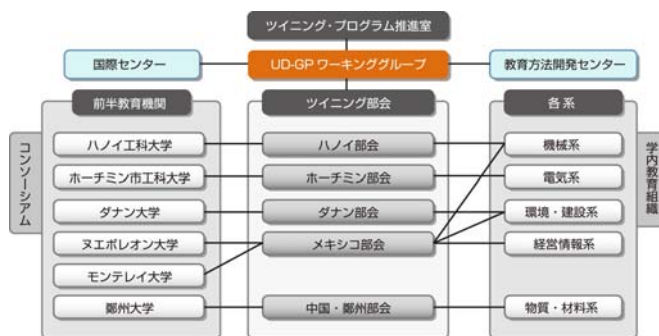 ツイニング・プログラム推進室
国際センター
UD-GP ワーキンググループ
教育方法開発センター
前半教育機関
ツイニング部会
各系
コンソーシアム
ハノイ工科大学
ハノイ部会
機械系
学内教育組織
ホーチミン市工科大学
ホーチミン部会
電気系
ダナン大学
ダナン部会
環境・建設系
ヌエボレオン大学
メキシコ部会
経営情報系
モンテレイ大学
鄭州大学
中国・鄭州部会
物質・材料系